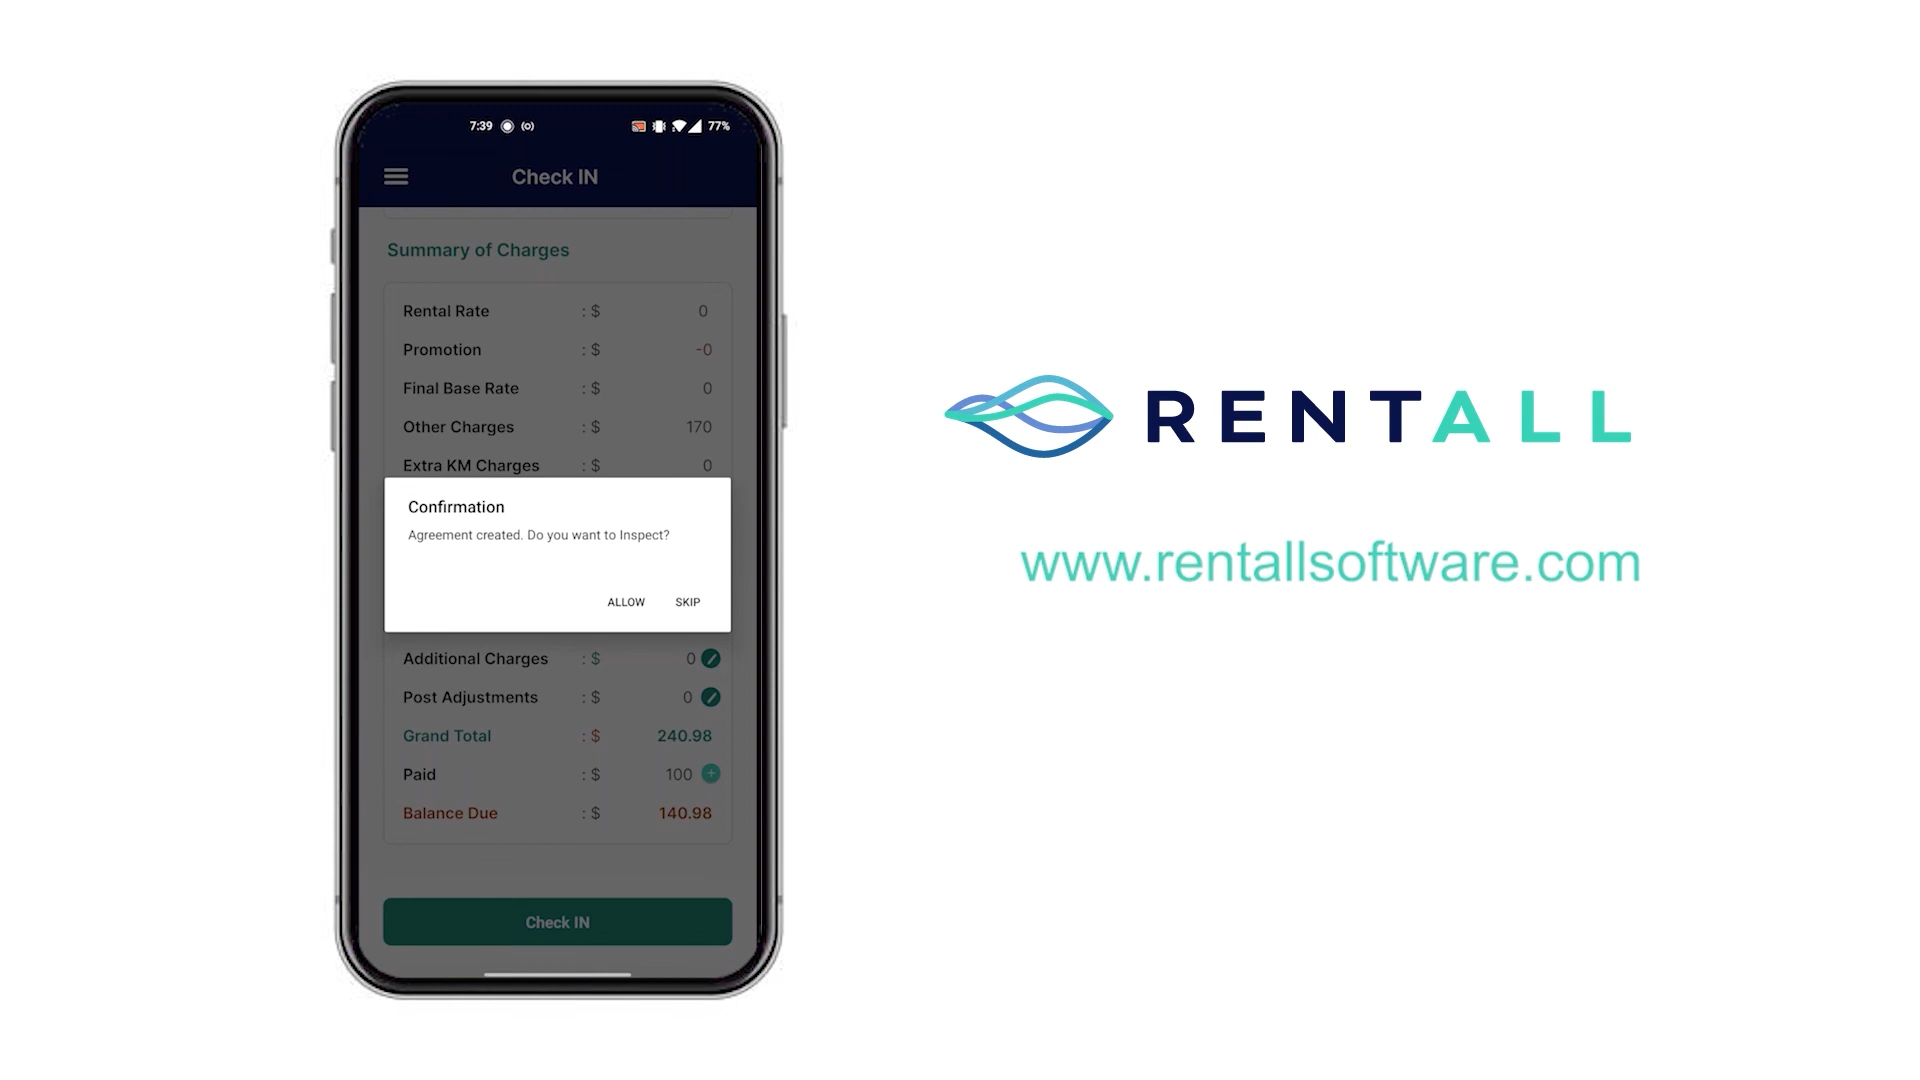 7:39 77%
Check IN
Summary of Charges
Rental Rate : $ 0
Promotion : $ -0
Final Base Rate : $ 0
Other Charges : $ 170
Extra KM Charges : $ 0
Confirmation
Agreement created. Do you want to Inspect?
ALLOW SKIP
Additional Charges : $ 0
Post Adjustments : $ 0
Grand Total : $ 240.98
Paid : $ 100
Balance Due : $ 140.98
Check IN
RENTALL
www.rentallsoftware.com